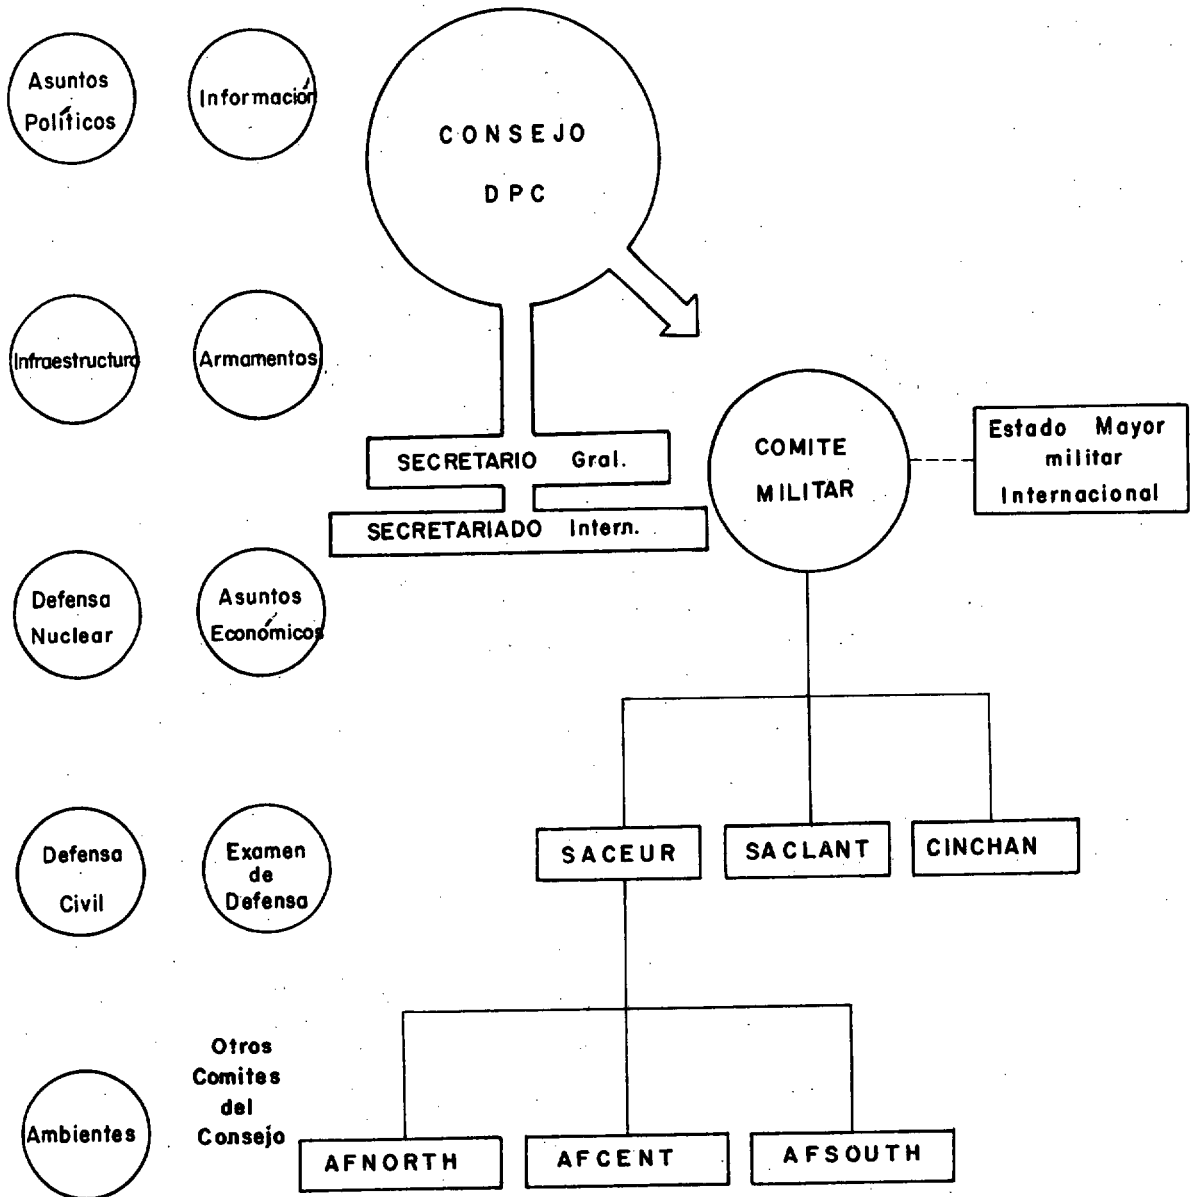 Asuntos
Políticos
Información
CONSEJO
DPC
Infraestructura
Armamentos
SECRETARIO Gral.
SECRETARIADO Intern.
COMITE
MILITAR
Estado Mayor
militar
Internacional
Defensa
Nuclear
Asuntos
Económicos
SACEUR
SACLANT
CINCHAN
Defensa
Civil
Examen
de
Defensa
Ambientes
Otros
Comites
del
Consejo
AFNORTH
AFCENT
AFSOUTH